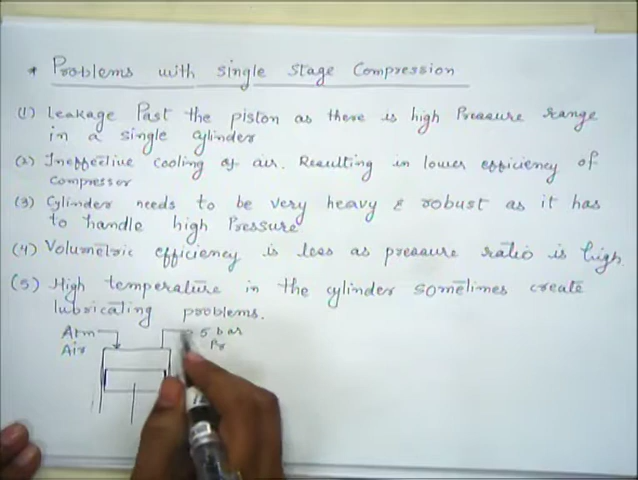 * Problems with single stage Compression
(1) Leakage Past the piston as there is high Pressure range
in a single cylinder
(2) Ineffective cooling of air. Resulting in lower efficiency of
compressor
(3) Cylinder needs to be very heavy & robust as it has
to handle high Pressure
(4) Volumetric efficiency is less as pressure ratio is high.
(5) High temperature in the cylinder sometimes create
lubricating problems.
Atm 5 bar
Air Pr